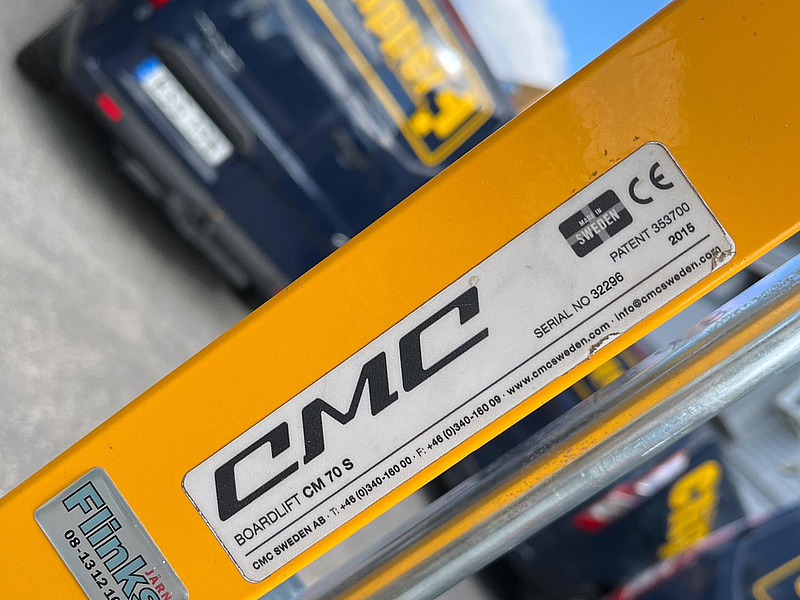 MADE IN
SWEDEN
CE
PATENT 353700
CMC
SERIAL NO 32296
2015
BOARDLIFT CM 70 S
CMC SWEDEN AB · T: +46 (0)340-160 00 · F: +46 (0)340-160 09 · www.cmcsweden.com · info@cmcsweden.com
Flinks
JÄRN
08-13 12 10